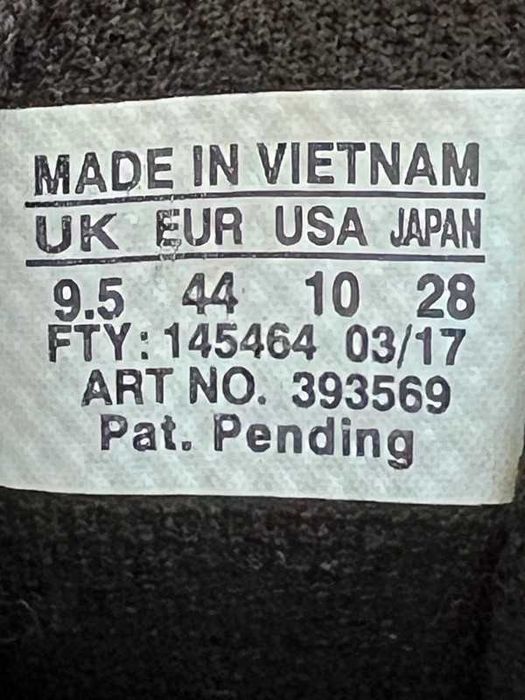 MADE IN VIETNAM
UK EUR USA JAPAN
9.5 44 10 28
FTY: 145464 03/17
ART NO. 393569
Pat. Pending